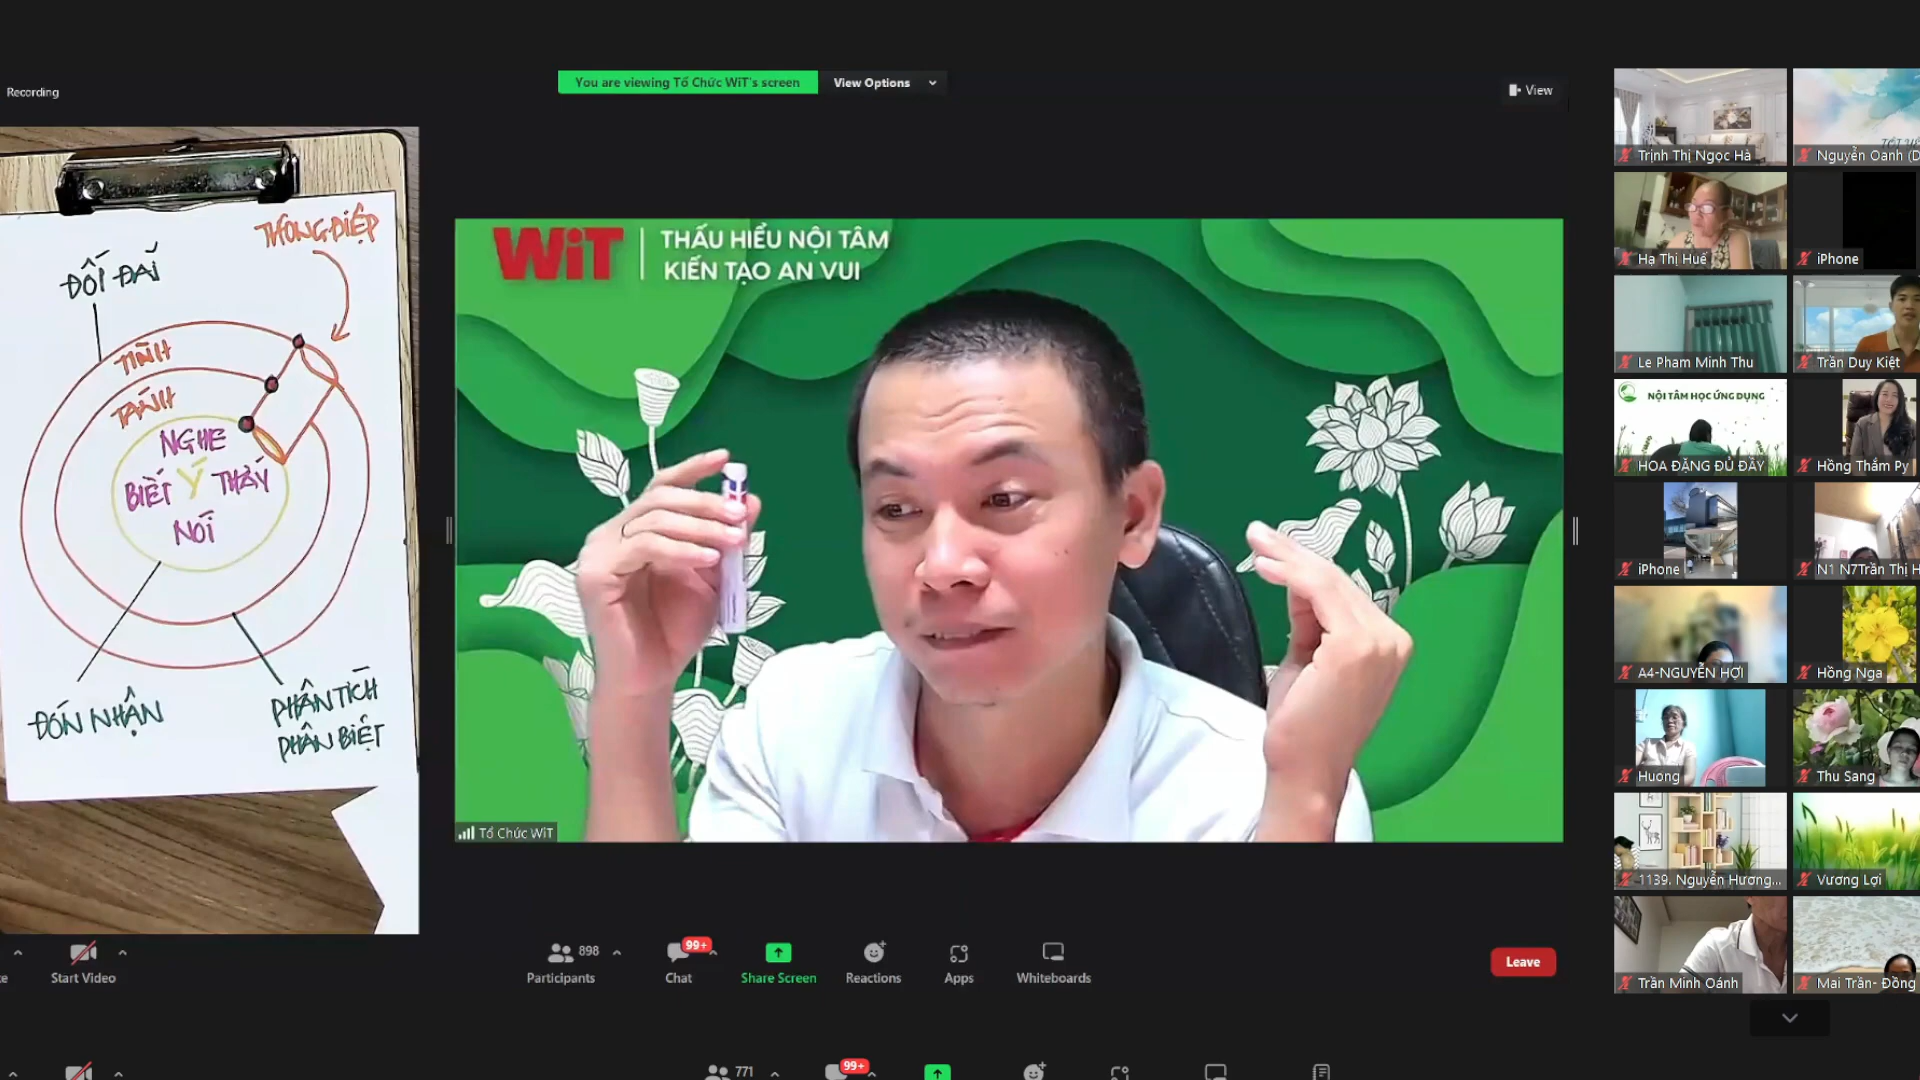 Recording
You are viewing Tổ Chức WiT's screen
View Options
View
THÔNG ĐIỆP
ĐỐI ĐÃI
TÌNH
TÁNH
NGHE
BIẾT Ý THẤY
NÓI
ĐÓN NHẬN
PHÂN TÍCH
PHÂN BIỆT
WiT
THẤU HIỂU NỘI TÂM
KIẾN TẠO AN VUI
Tổ Chức WiT
Trịnh Thị Ngọc Hà
Nguyễn Oanh (D
Hạ Thị Huế
iPhone
Le Pham Minh Thu
Trần Duy Kiệt
NỘI TÂM HỌC ỨNG DỤNG
HOA ĐẶNG ĐỦ ĐẦY
Hồng Thắm Py
iPhone
N1 N7Trần Thị H
A4-NGUYỄN HỢI
Hồng Nga
Huong
Thu Sang
1139. Nguyễn Hương...
Vương Lợi
Trần Minh Oánh
Mai Trần- Đồng
Start Video
898
Participants
99+
Chat
Share Screen
Reactions
Apps
Whiteboards
Leave
771
99+